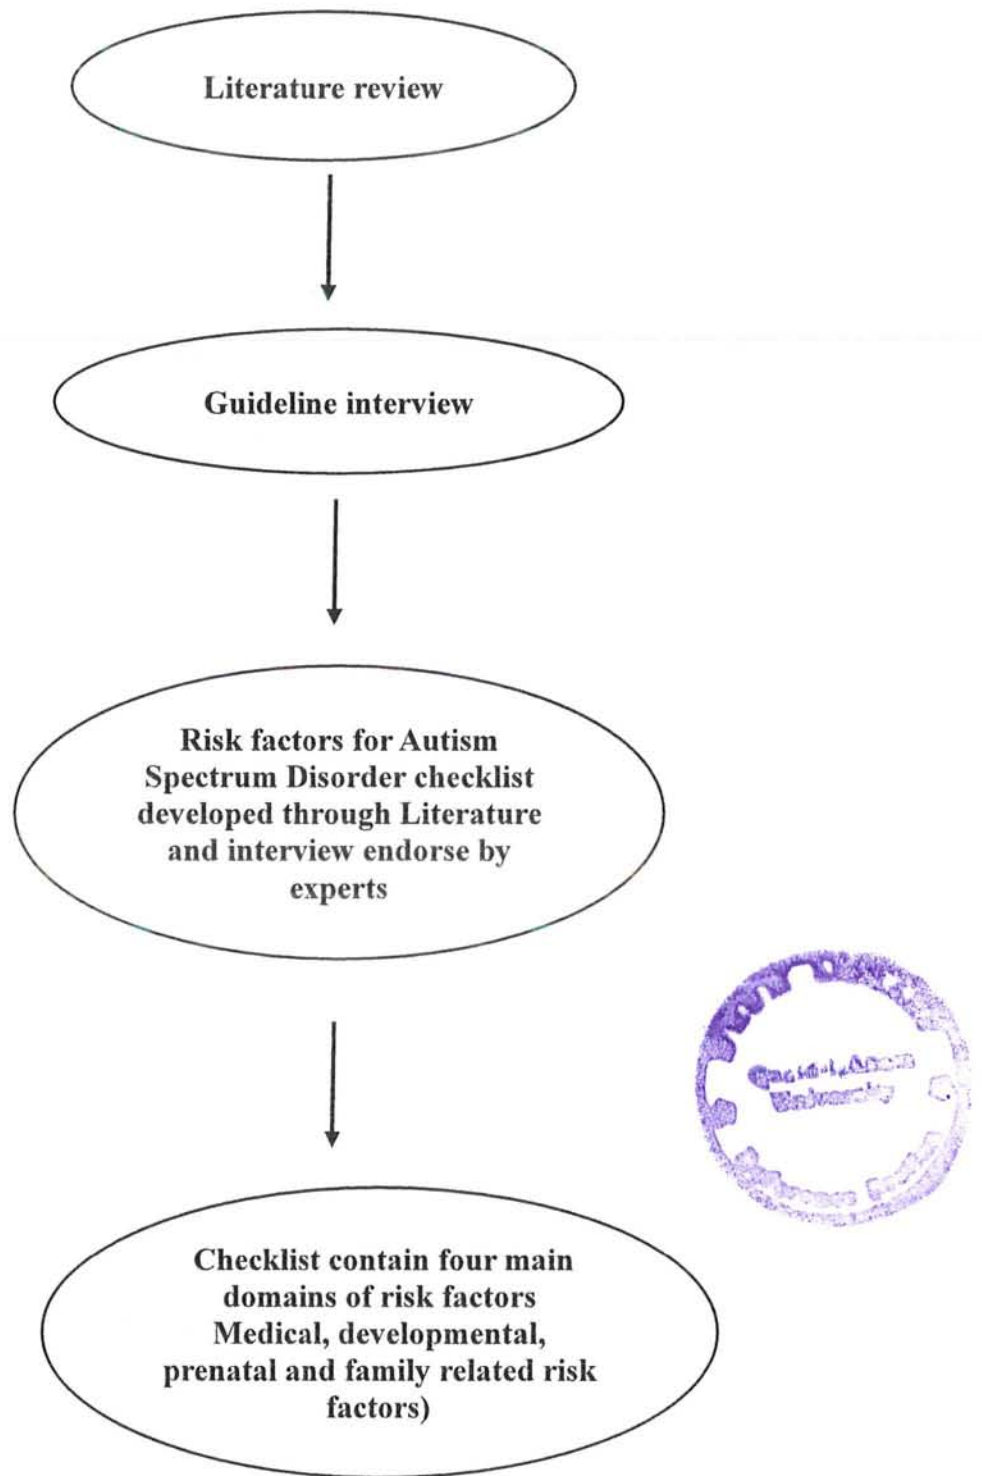 Literature review
Guideline interview
Risk factors for Autism
Spectrum Disorder checklist
developed through Literature
and interview endorse by
experts
University
Checklist contain four main
domains of risk factors
Medical, developmental,
prenatal and family related risk
factors)